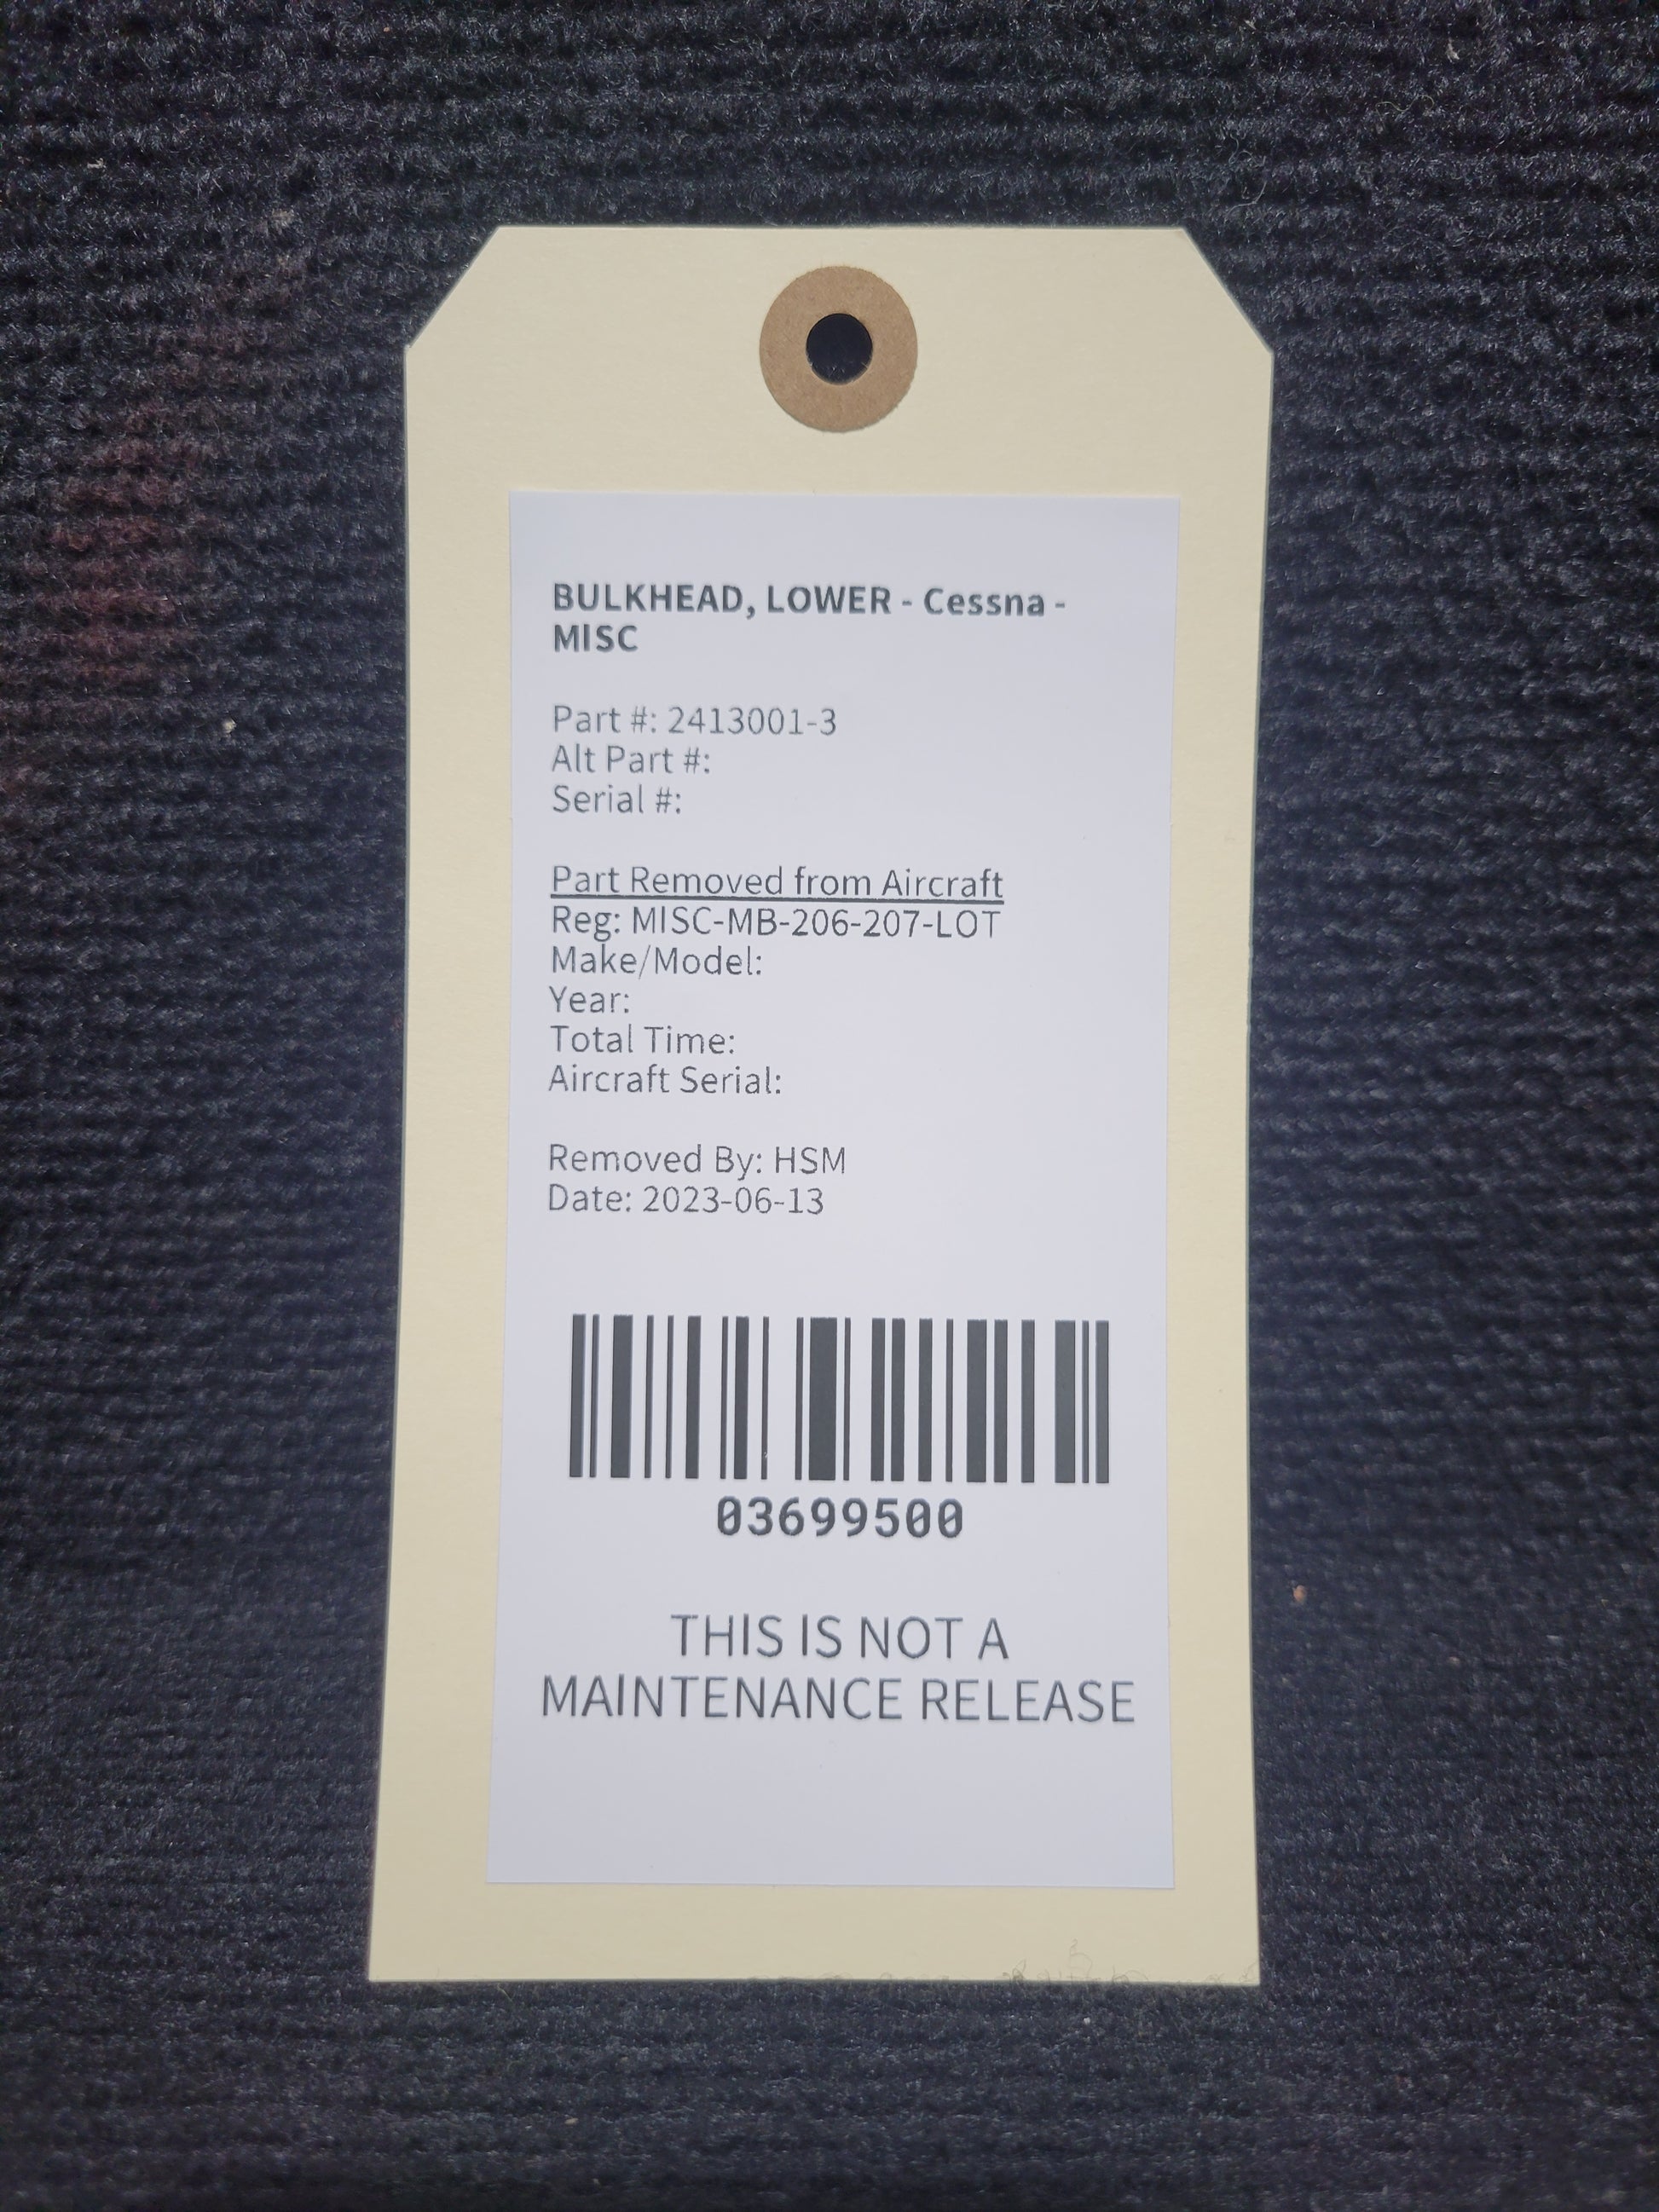 BULKHEAD, LOWER - Cessna -
MISC
Part #: 2413001-3
Alt Part #:
Serial #:
Part Removed from Aircraft
Reg: MISC-MB-206-207-LOT
Make/Model:
Year:
Total Time:
Aircraft Serial:
Removed By: HSM
Date: 2023-06-13
03699500
THIS IS NOT A
MAINTENANCE RELEASE